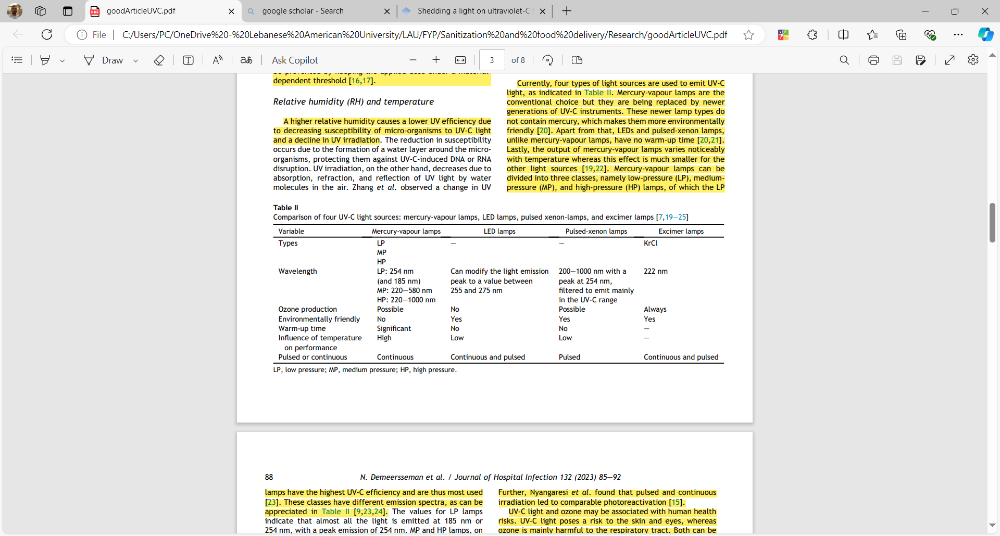 goodArticleUVC.pdf
google scholar - Search
Shedding a light on ultraviolet-C
File
C:/Users/PC/OneDrive%20-%20Lebanese%20American%20University/LAU/FYP/Sanitization%20and%20food%20delivery/Research/goodArticleUVC.pdf
Draw
Ask Copilot
3 of 8
dependent threshold [16,17].
Relative humidity (RH) and temperature
A higher relative humidity causes a lower UV efficiency due
to decreasing susceptibility of micro-organisms to UV-C light
and a decline in UV irradiation. The reduction in susceptibility
occurs due to the formation of a water layer around the micro-
organisms, protecting them against UV-C-induced DNA or RNA
disruption. UV irradiation, on the other hand, decreases due to
absorption, refraction, and reflection of UV light by water
molecules in the air. Zhang et al. observed a change in UV
Currently, four types of light sources are used to emit UV-C
light, as indicated in Table II. Mercury-vapour lamps are the
conventional choice but they are being replaced by newer
generations of UV-C instruments. These newer lamp types do
not contain mercury, which makes them more environmentally
friendly [20]. Apart from that, LEDs and pulsed-xenon lamps,
unlike mercury-vapour lamps, have no warm-up time [20,21].
Lastly, the output of mercury-vapour lamps varies noticeably
with temperature whereas this effect is much smaller for the
other light sources [19,22]. Mercury-vapour lamps can be
divided into three classes, namely low-pressure (LP), medium-
pressure (MP), and high-pressure (HP) lamps, of which the LP
Table II
Comparison of four UV-C light sources: mercury-vapour lamps, LED lamps, pulsed xenon-lamps, and excimer lamps [7,19–25]
Variable Mercury-vapour lamps LED lamps Pulsed-xenon lamps Excimer lamps
Types LP – – KrCl
MP
HP
Wavelength LP: 254 nm Can modify the light emission 200–1000 nm with a 222 nm
(and 185 nm) peak to a value between peak at 254 nm,
MP: 220–580 nm 255 and 275 nm filtered to emit mainly
HP: 220–1000 nm in the UV-C range
Ozone production Possible No Possible Always
Environmentally friendly No Yes Yes Yes
Warm-up time Significant No No –
Influence of temperature High Low Low –
on performance
Pulsed or continuous Continuous Continuous and pulsed Pulsed Continuous and pulsed
LP, low pressure; MP, medium pressure; HP, high pressure.
88 N. Demeersseman et al. / Journal of Hospital Infection 132 (2023) 85–92
lamps have the highest UV-C efficiency and are thus most used
[23]. These classes have different emission spectra, as can be
appreciated in Table II [9,23,24]. The values for LP lamps
indicate that almost all the light is emitted at 185 nm or
254 nm, with a peak emission of 254 nm. MP and HP lamps, on
Further, Nyangaresi et al. found that pulsed and continuous
irradiation led to comparable photoreactivation [15].
UV-C light and ozone may be associated with human health
risks. UV-C light poses a risk to the skin and eyes, whereas
ozone is mainly harmful to the respiratory tract. Both can be